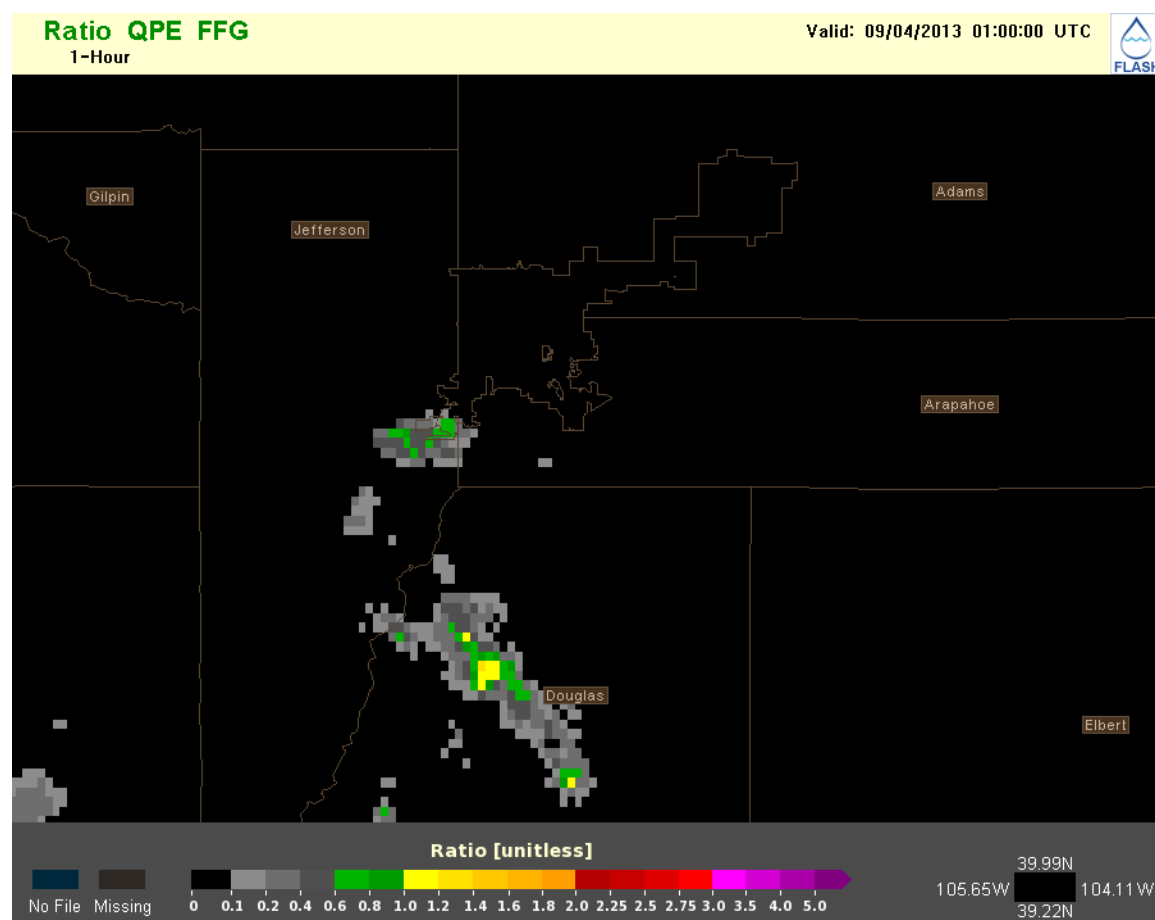 Ratio QPE FFG
1-Hour
Valid: 09/04/2013 01:00:00 UTC
FLASH
Gilpin
Adams
Jefferson
Arapahoe
Douglas
Elbert
Ratio [unitless]
No File Missing
0 0.1 0.2 0.4 0.6 0.8 1.0 1.2 1.4 1.6 1.8 2.0 2.25 2.5 2.75 3.0 3.5 4.0 5.0
39.99N
105.65W 104.11W
39.22N